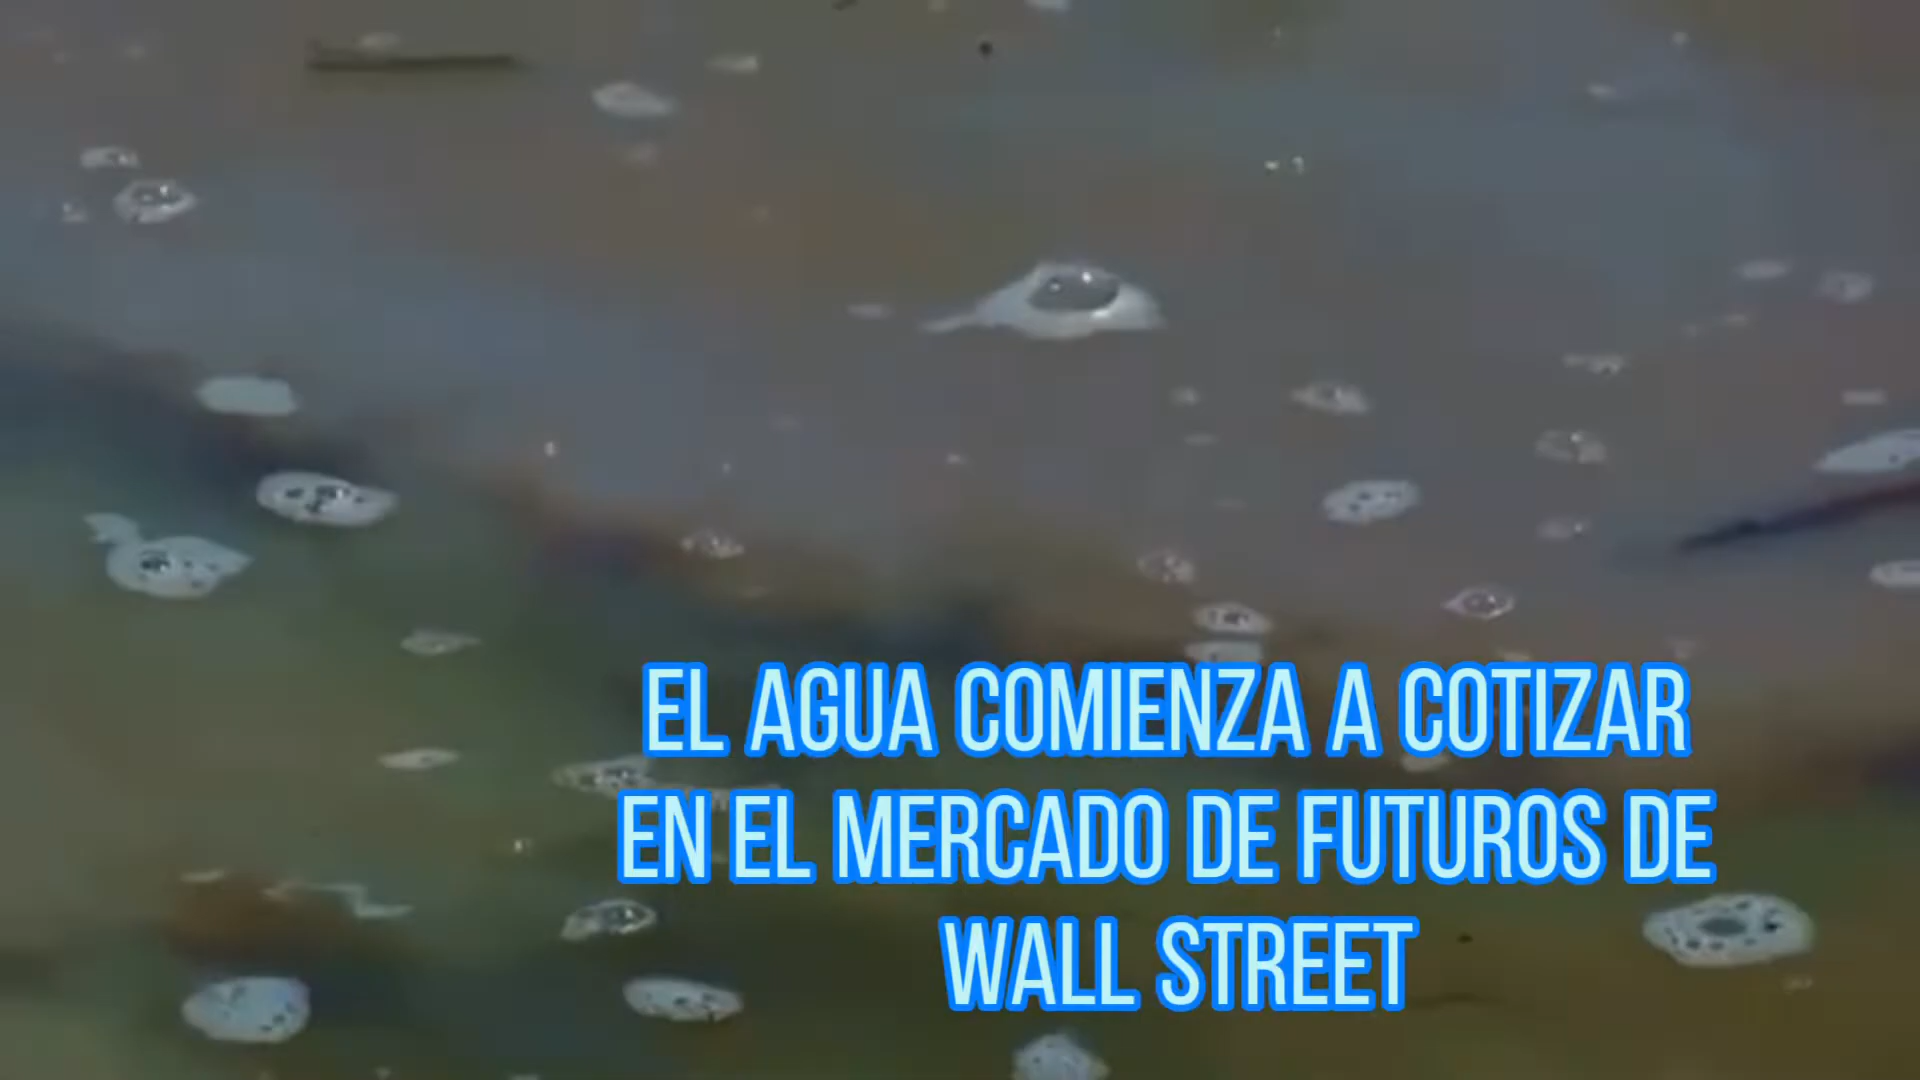 EL AGUA COMIENZA A COTIZAR
EN EL MERCADO DE FUTUROS DE
WALL STREET